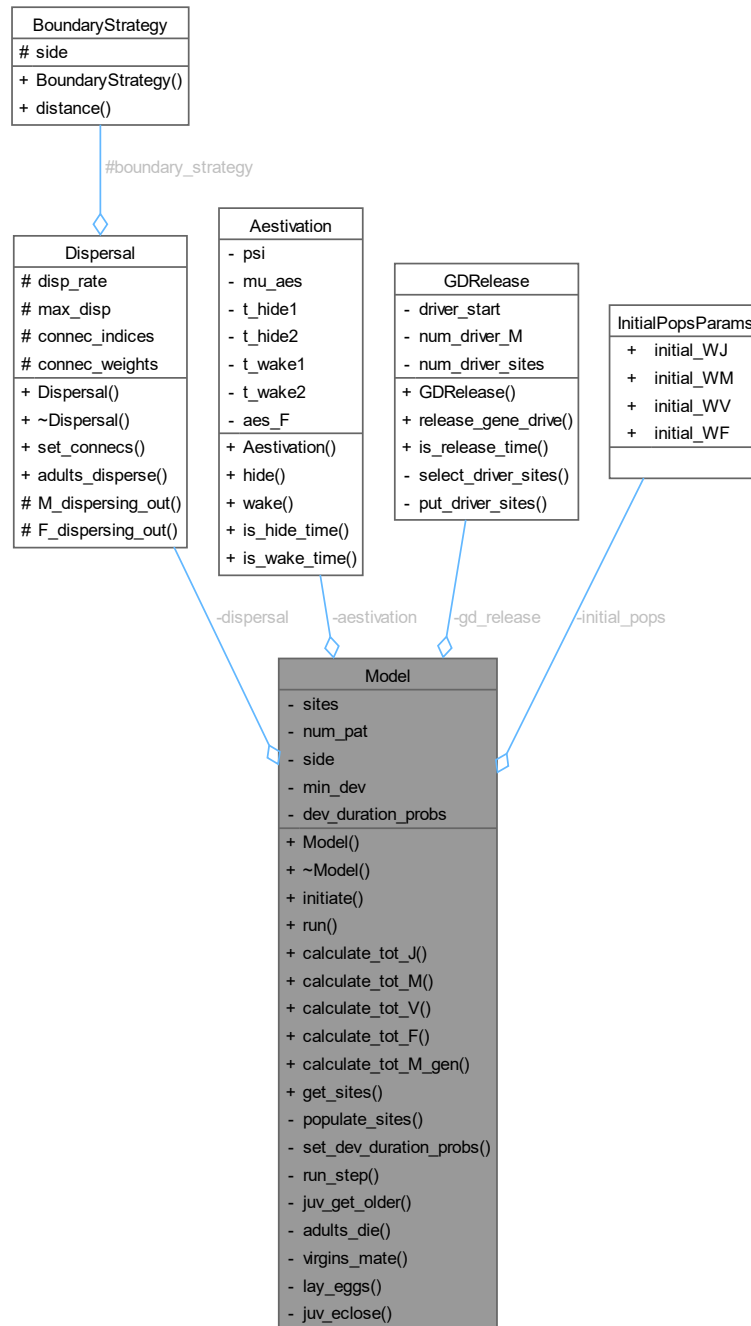 BoundaryStrategy
# side
+ BoundaryStrategy()
+ distance()
#boundary_strategy
Dispersal
# disp_rate
# max_disp
# connec_indices
# connec_weights
+ Dispersal()
+ ~Dispersal()
+ set_connecs()
+ adults_disperse()
# M_dispersing_out()
# F_dispersing_out()
Aestivation
- psi
- mu_aes
- t_hide1
- t_hide2
- t_wake1
- t_wake2
- aes_F
+ Aestivation()
+ hide()
+ wake()
+ is_hide_time()
+ is_wake_time()
GDRelease
- driver_start
- num_driver_M
- num_driver_sites
+ GDRelease()
+ release_gene_drive()
+ is_release_time()
- select_driver_sites()
- put_driver_sites()
InitialPopsParams
+ initial_WJ
+ initial_WM
+ initial_WV
+ initial_WF
-dispersal
-aestivation
-gd_release
-initial_pops
Model
- sites
- num_pat
- side
- min_dev
- dev_duration_probs
+ Model()
+ ~Model()
+ initiate()
+ run()
+ calculate_tot_J()
+ calculate_tot_M()
+ calculate_tot_V()
+ calculate_tot_F()
+ calculate_tot_M_gen()
+ get_sites()
- populate_sites()
- set_dev_duration_probs()
- run_step()
- juv_get_older()
- adults_die()
- virgins_mate()
- lay_eggs()
- juv_eclose()